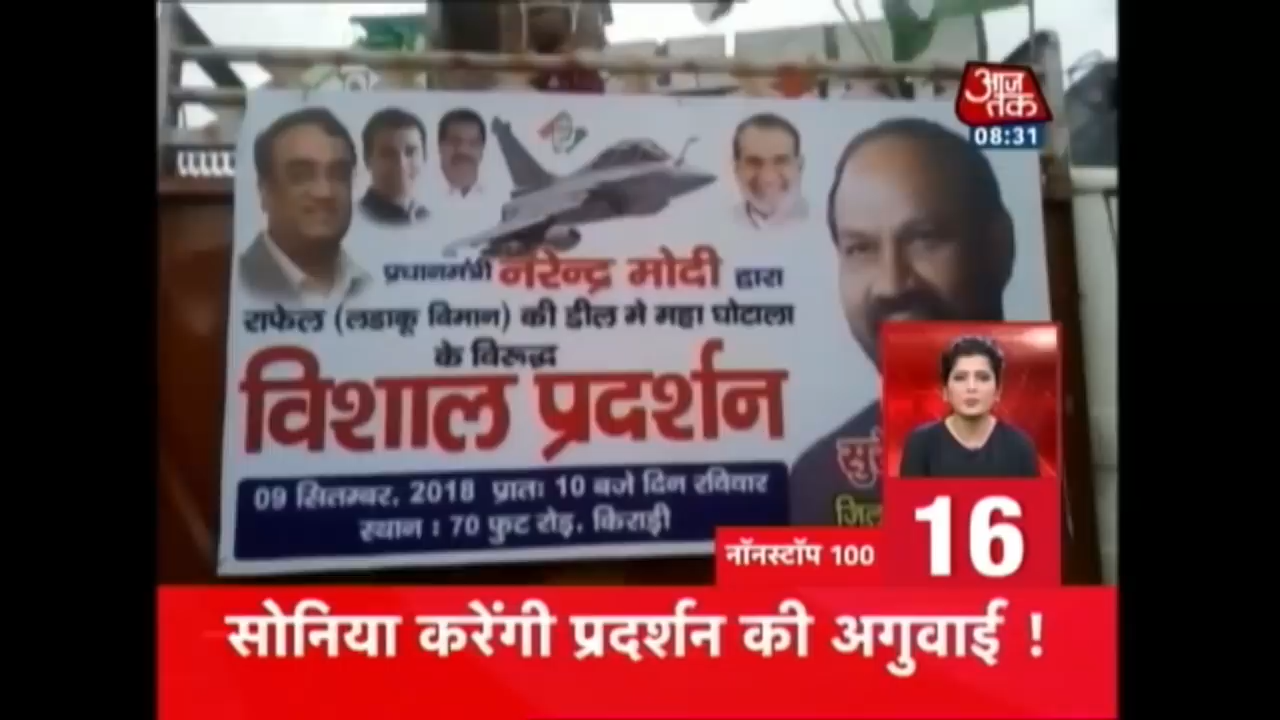 आज
तक
08:31
प्रधानमंत्री नरेन्द्र मोदी द्वारा
राफेल (लडाकू विमान) की डील मे महा घोटाला
के विरूद्ध
विशाल प्रदर्शन
09 सितम्बर, 2018 प्रातः 10 बजे दिन रविवार
स्थान : 70 फुट रोड़, किराड़ी
नॉनस्टॉप 100
16
सोनिया करेंगी प्रदर्शन की अगुवाई !